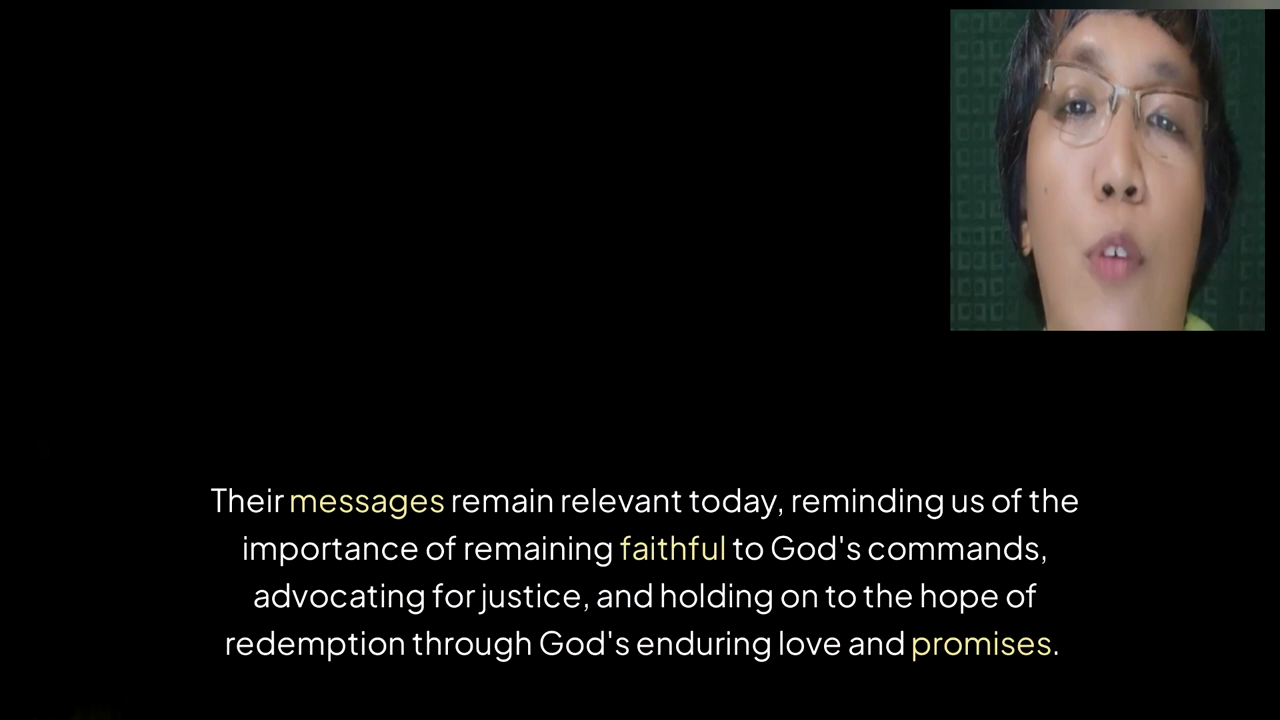 Their messages remain relevant today, reminding us of the
importance of remaining faithful to God's commands,
advocating for justice, and holding on to the hope of
redemption through God's enduring love and promises.